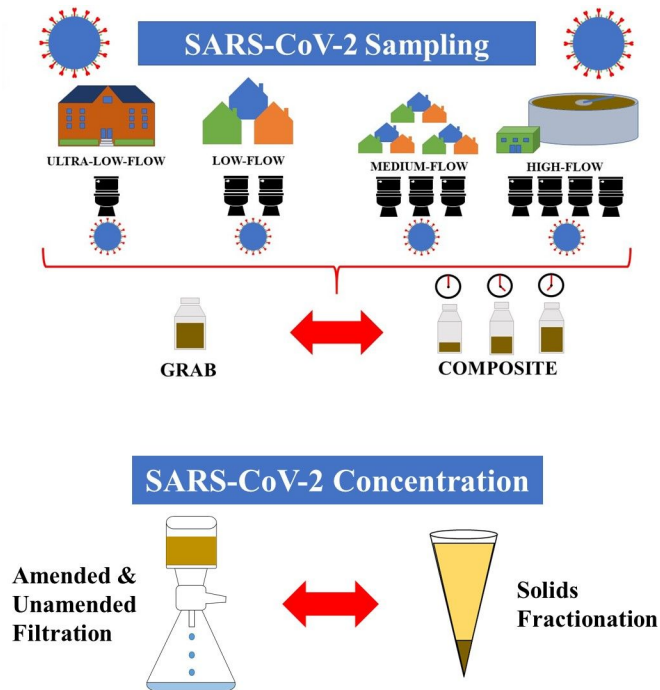 SARS-CoV-2 Sampling
ULTRA-LOW-FLOW
LOW-FLOW
MEDIUM-FLOW
HIGH-FLOW
GRAB
COMPOSITE
SARS-CoV-2 Concentration
Amended &
Unamended
Filtration
Solids
Fractionation